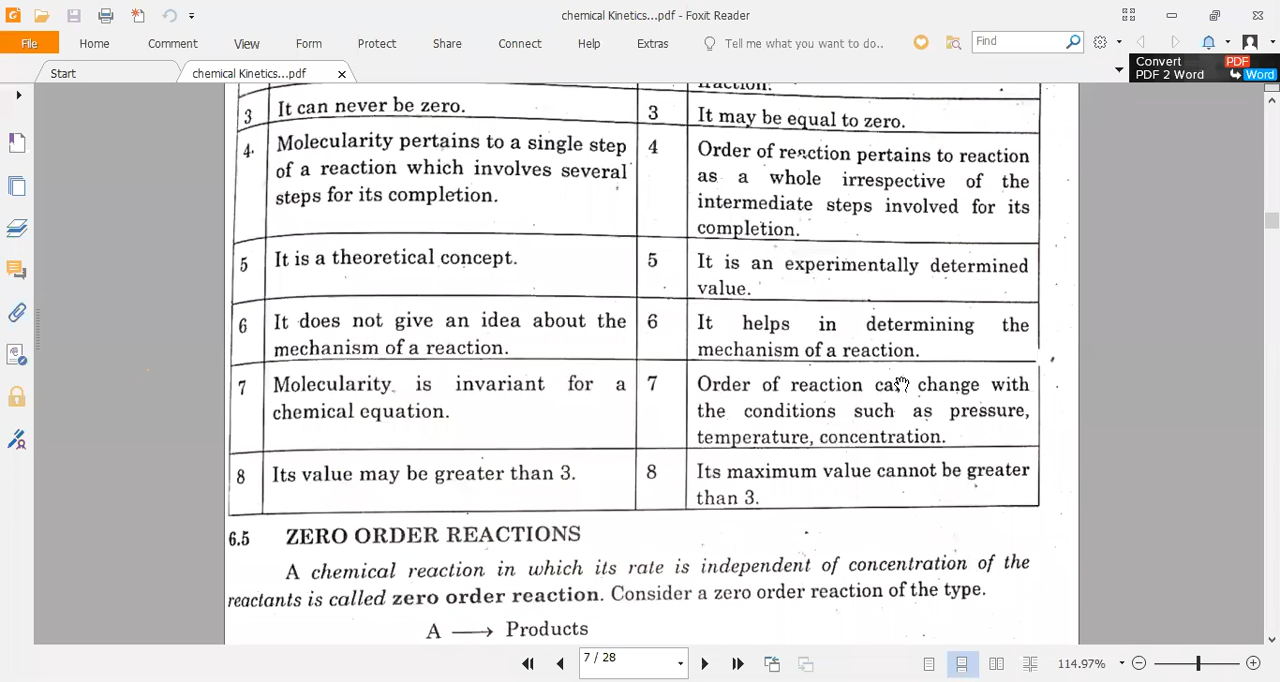 chemical Kinetics...pdf - Foxit Reader
File Home Comment View Form Protect Share Connect Help Extras Tell me what you want to do.. Find
Start chemical Kinetics...pdf
Convert PDF
PDF 2 Word Word
fraction.
3 It can never be zero. 3 It may be equal to zero.
4. Molecularity pertains to a single step
of a reaction which involves several
steps for its completion.
4 Order of reaction pertains to reaction
as a whole irrespective of the
intermediate steps involved for its
completion.
5 It is a theoretical concept. 5 It is an experimentally determined
value.
6 It does not give an idea about the
mechanism of a reaction.
6 It helps in determining the
mechanism of a reaction.
7 Molecularity is invariant for a
chemical equation.
7 Order of reaction can change with
the conditions such as pressure,
temperature, concentration.
8 Its value may be greater than 3. 8 Its maximum value cannot be greater
than 3.
6.5 ZERO ORDER REACTIONS
A chemical reaction in which its rate is independent of concentration of the
reactants is called zero order reaction. Consider a zero order reaction of the type.
A ⟶ Products
7 / 28 114.97%